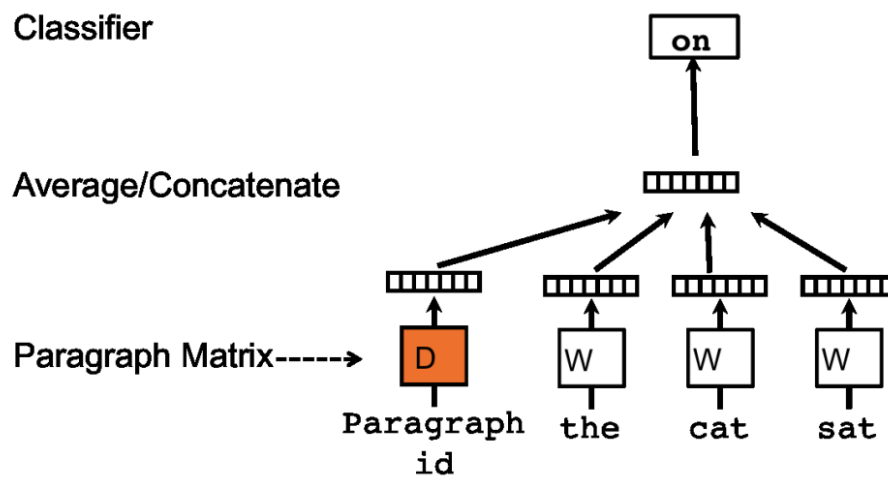 Classifier
on
Average/Concatenate
Paragraph Matrix----->
D
W
W
W
Paragraph
id
the
cat
sat